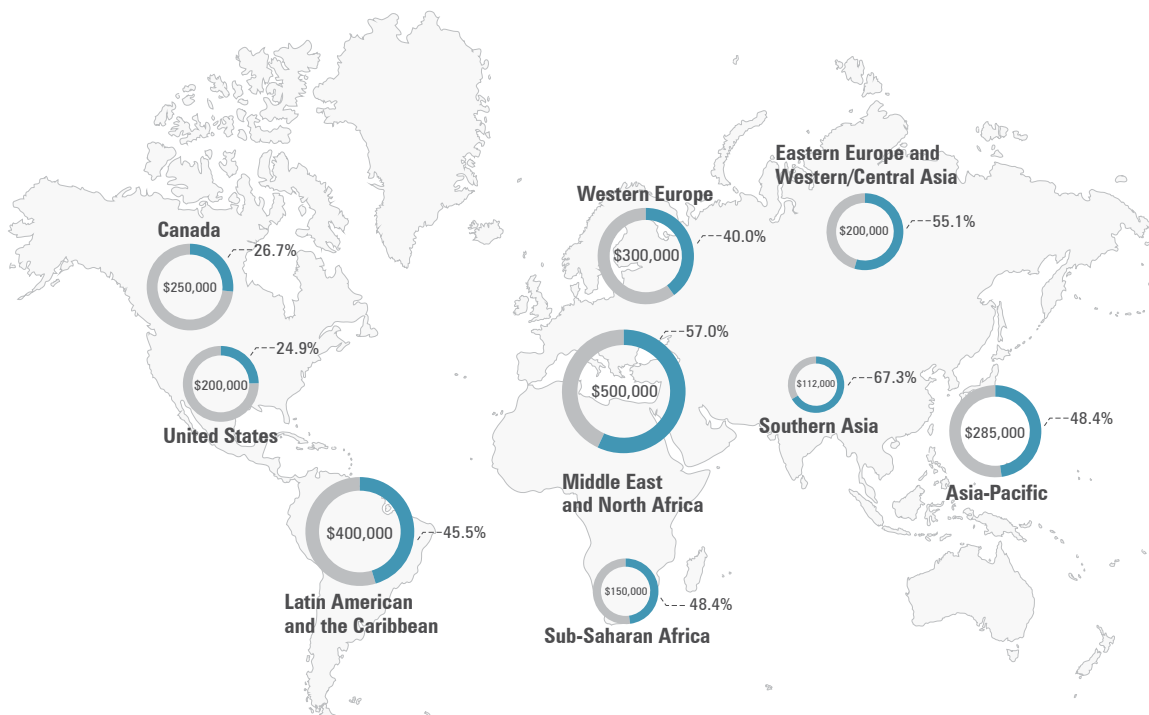 Eastern Europe and
Western/Central Asia
$200,000
55.1%
Western Europe
$300,000
40.0%
Canada
$250,000
26.7%
$200,000
24.9%
United States
$500,000
57.0%
Middle East
and North Africa
$112,000
67.3%
Southern Asia
$285,000
48.4%
Asia-Pacific
$400,000
45.5%
Latin American
and the Caribbean
$150,000
48.4%
Sub-Saharan Africa